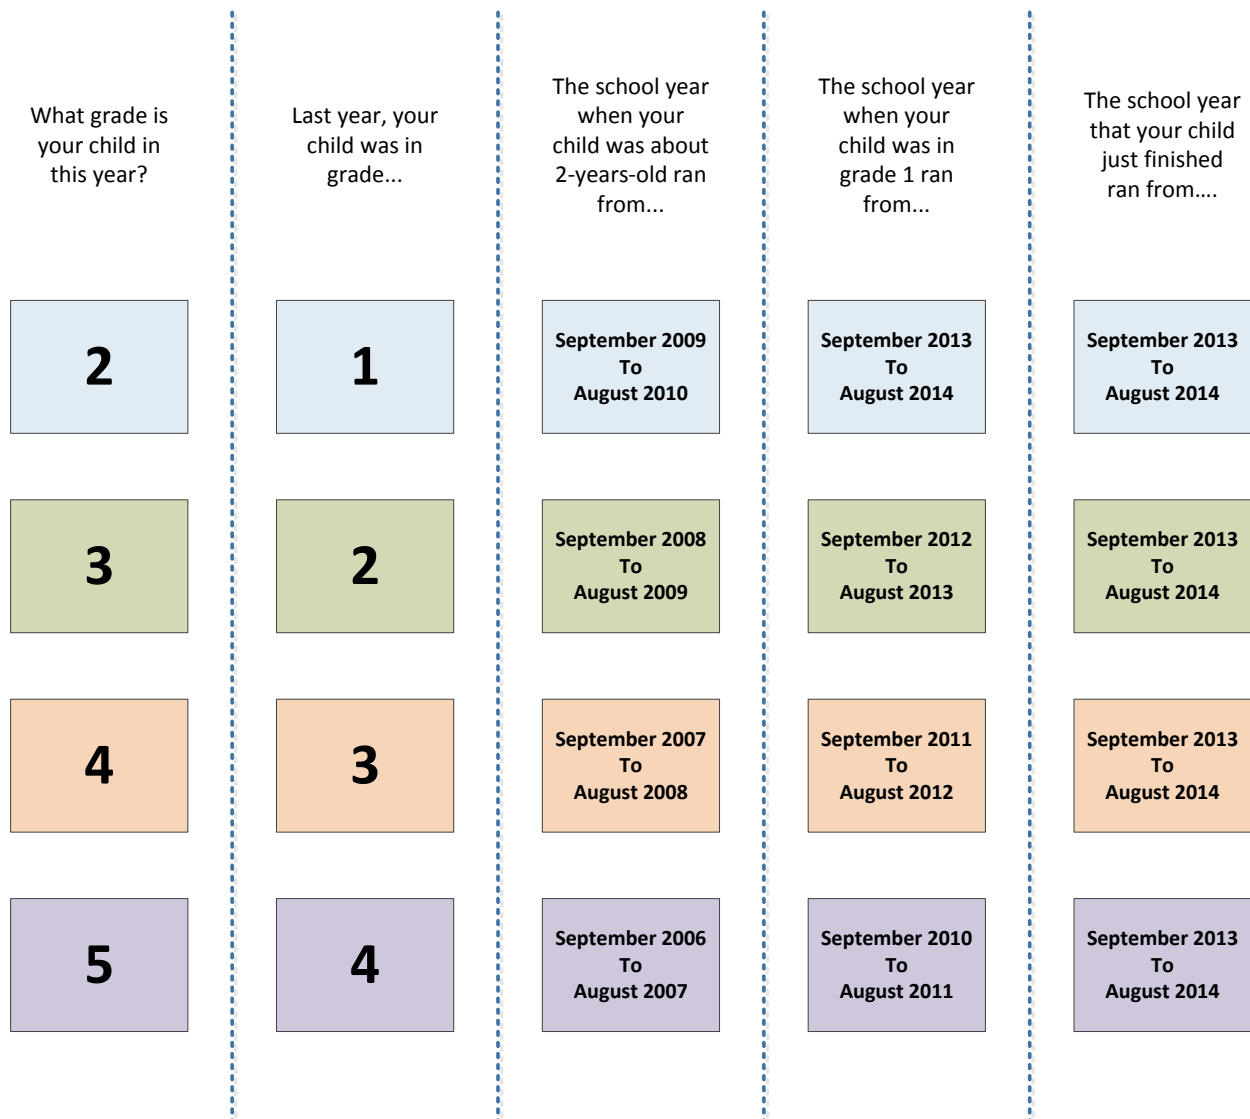 What grade is
your child in
this year?
Last year, your
child was in
grade...
The school year
when your
child was about
2-years-old ran
from...
The school year
when your
child was in
grade 1 ran
from...
The school year
that your child
just finished
ran from....
2
1
September 2009
To
August 2010
September 2013
To
August 2014
September 2013
To
August 2014
3
2
September 2008
To
August 2009
September 2012
To
August 2013
September 2013
To
August 2014
4
3
September 2007
To
August 2008
September 2011
To
August 2012
September 2013
To
August 2014
5
4
September 2006
To
August 2007
September 2010
To
August 2011
September 2013
To
August 2014